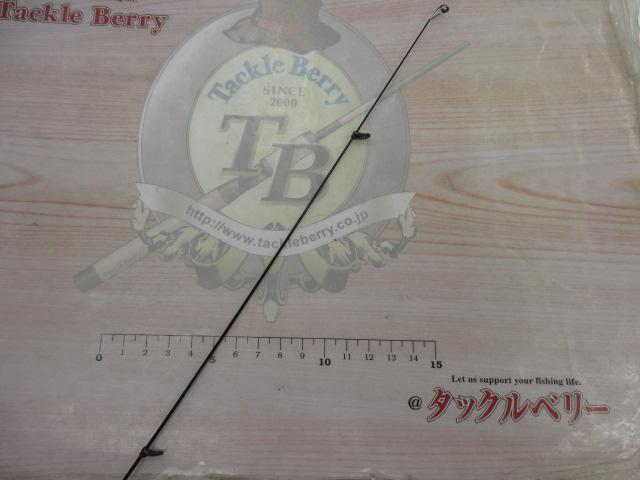 Tackle Berry
Tackle Berry
SINCE
2000
TB
http://www.tackleberry.co.jp
0 1 2 3 4 5 6 7 8 9 10 11 12 13 14 15
Let us support your fishing life.
@タックルベリー